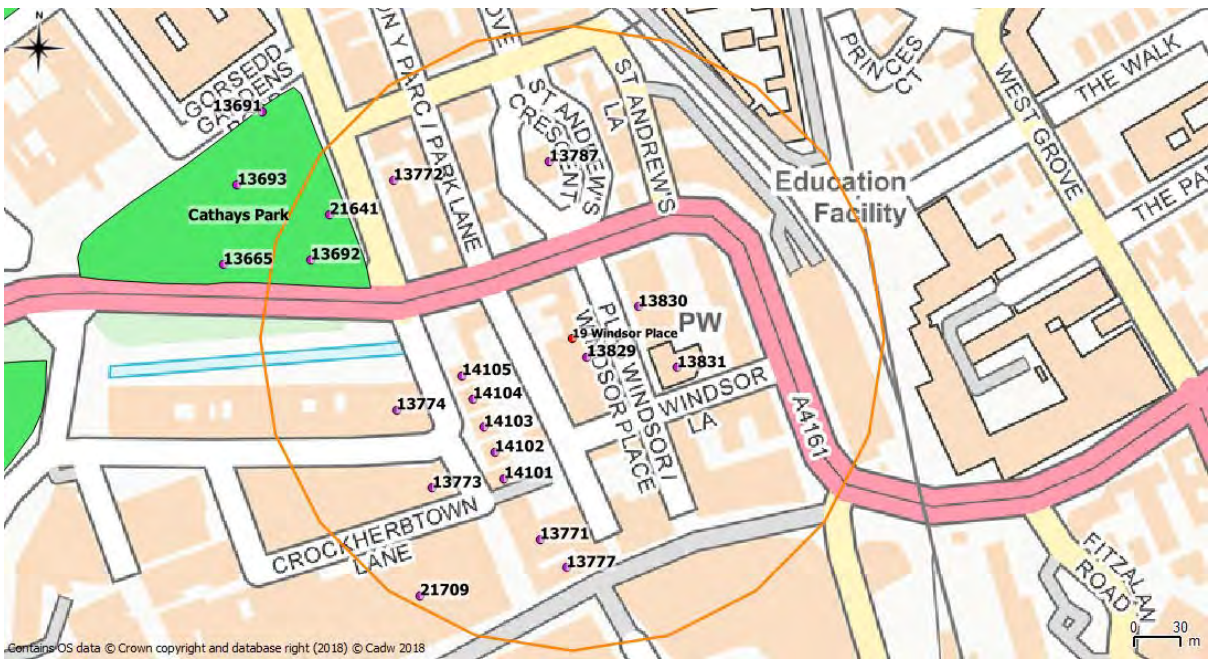 N
GORSEDD
GARDENS
13691
ON Y PARC / PARK LANE
OVE
ST ANDREW'S
CRESCENT
ST ANDREWS
LA
PRINCES
CT
WEST GROVE
THE WALK
13693
13772
13787
Education
Facility
THE PA
Cathays Park
21641
13665
13692
13830
PW
19 Windsor Place
13829
13831
PL WINDSOR /
WINDSOR PLACE
WINDSOR
LA
A4161
14105
14104
13774
14103
14102
14101
13773
CROCKHERBTOWN
LANE
13771
13777
21709
FITZALAN
ROAD
0 30
m
Contains OS data © Crown copyright and database right (2018) © Cadw 2018